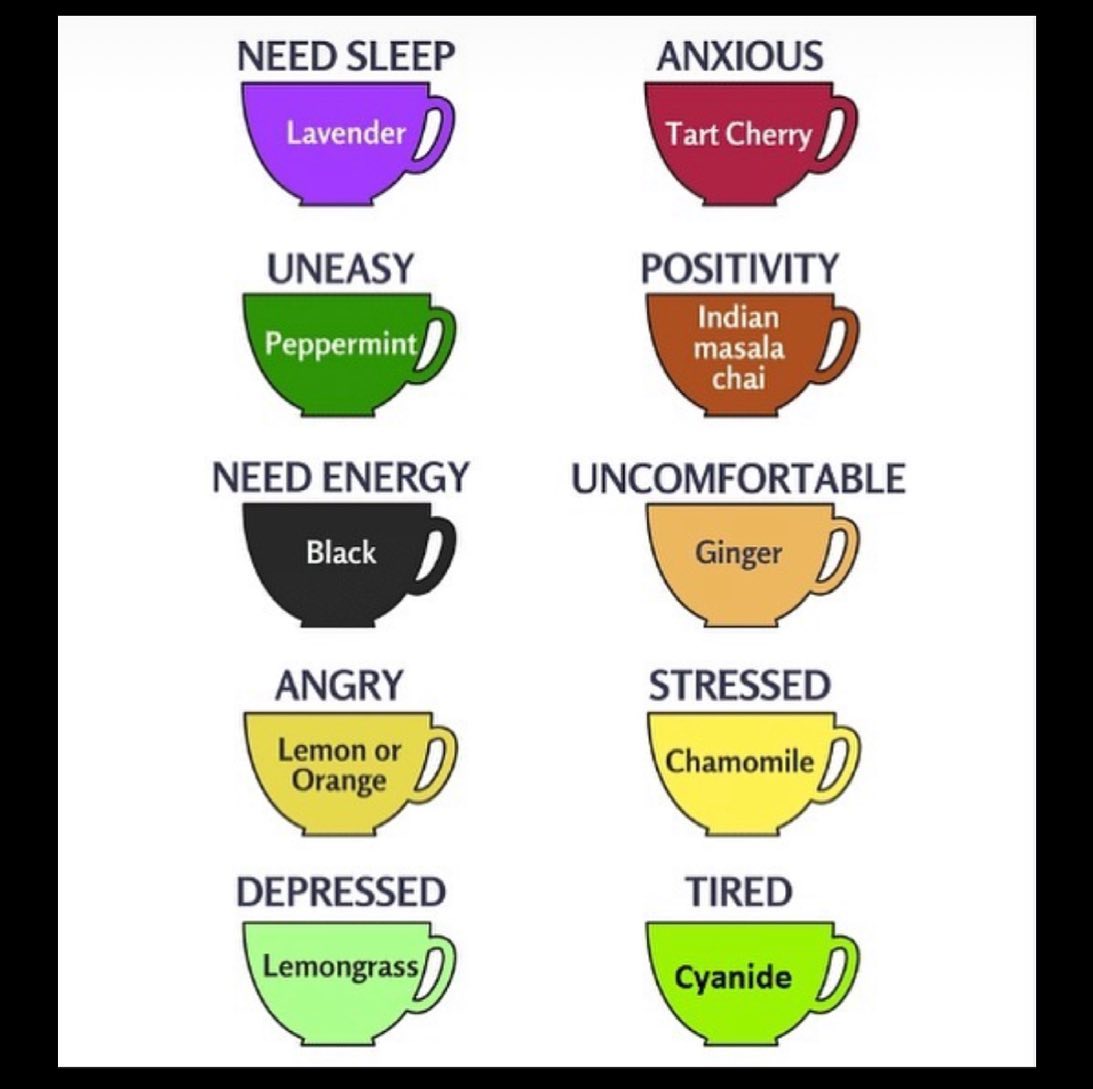 NEED SLEEP
Lavender
ANXIOUS
Tart Cherry
UNEASY
Peppermint
POSITIVITY
Indian
masala
chai
NEED ENERGY
Black
UNCOMFORTABLE
Ginger
ANGRY
Lemon or
Orange
STRESSED
Chamomile
DEPRESSED
Lemongrass
TIRED
Cyanide